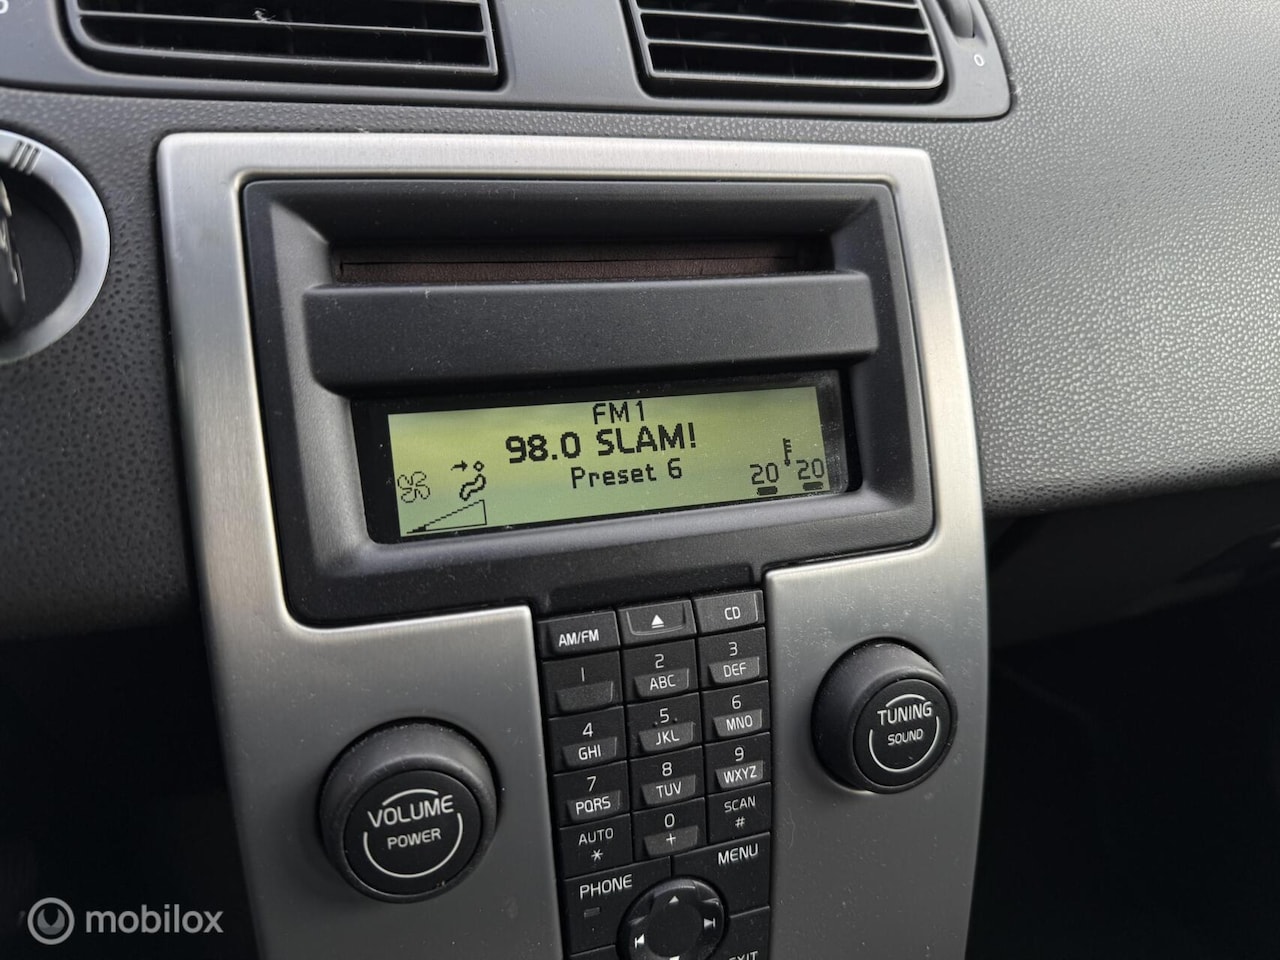 0
FM1
98.0 SLAM!
Preset 6
20 20
AM/FM
CD
1
2
ABC
3
DEF
4
GHI
5
JKL
6
MNO
7
PQRS
8
TUV
9
WXYZ
AUTO
*
0
+
SCAN
#
PHONE
MENU
EXIT
VOLUME
POWER
TUNING
SOUND
mobilox